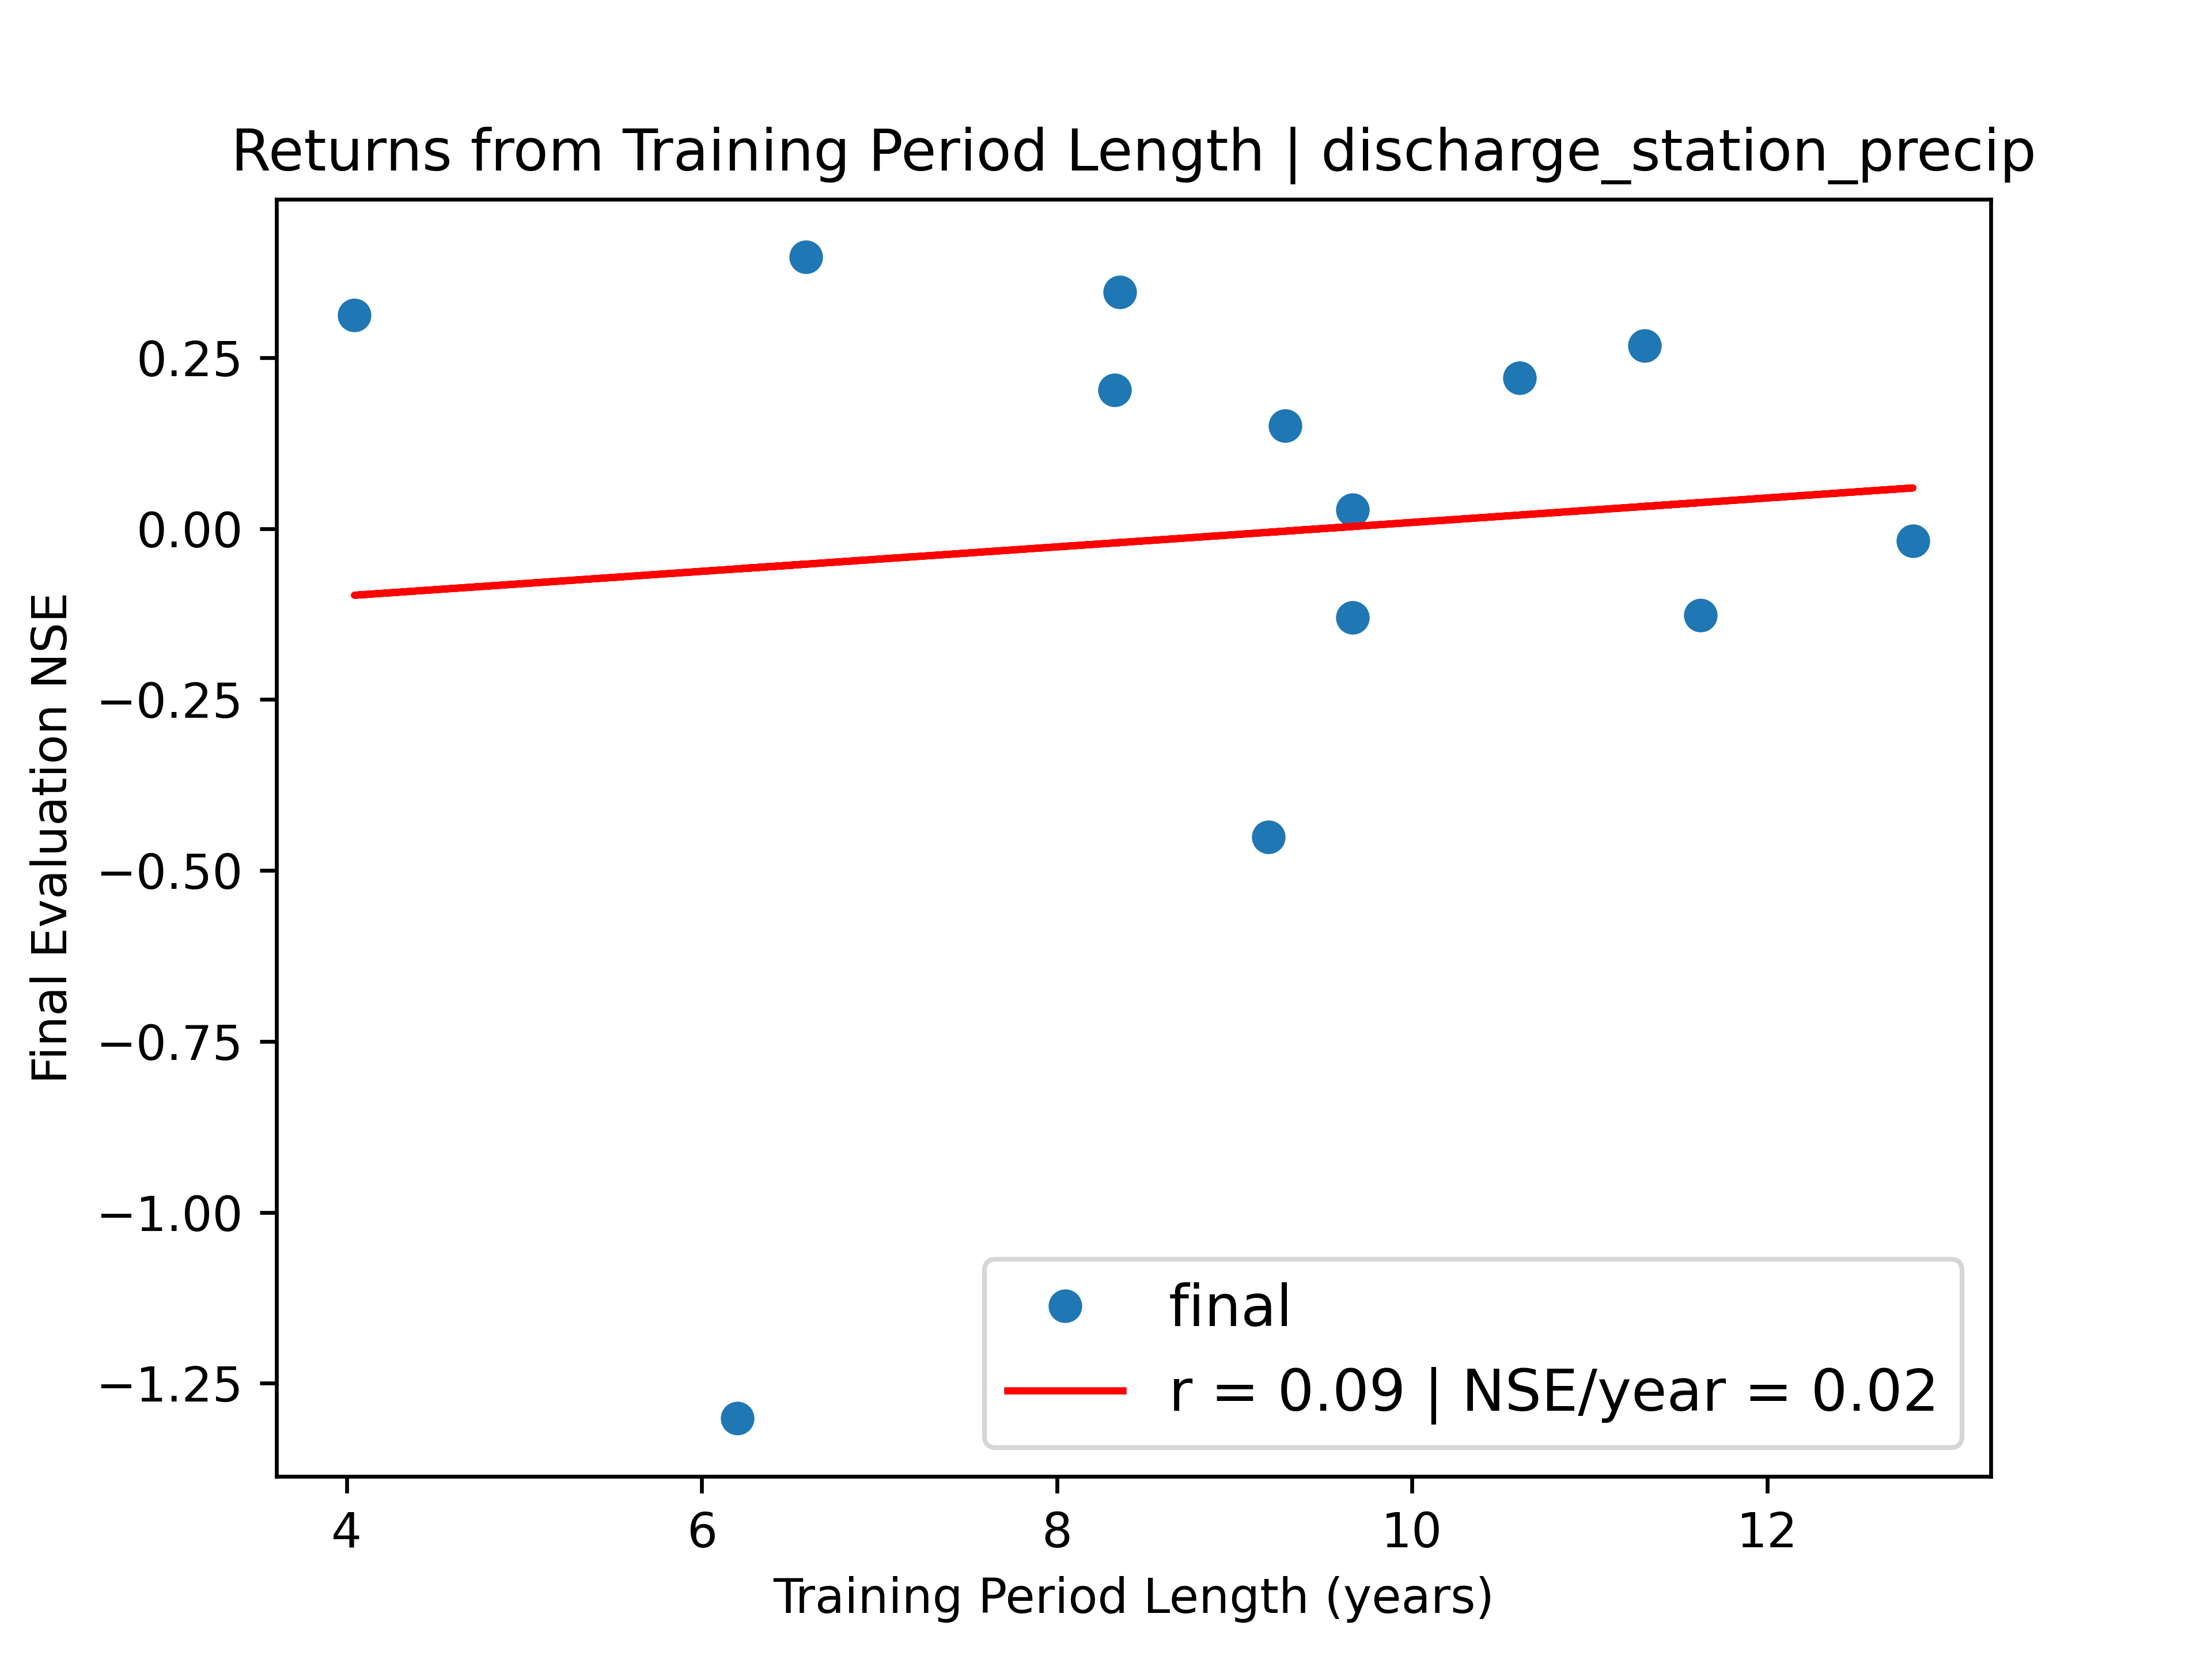 Returns from Training Period Length | discharge_station_precip
Final Evaluation NSE
0.25
0.00
−0.25
−0.50
−0.75
−1.00
−1.25
final
r = 0.09 | NSE/year = 0.02
4 6 8 10 12
Training Period Length (years)